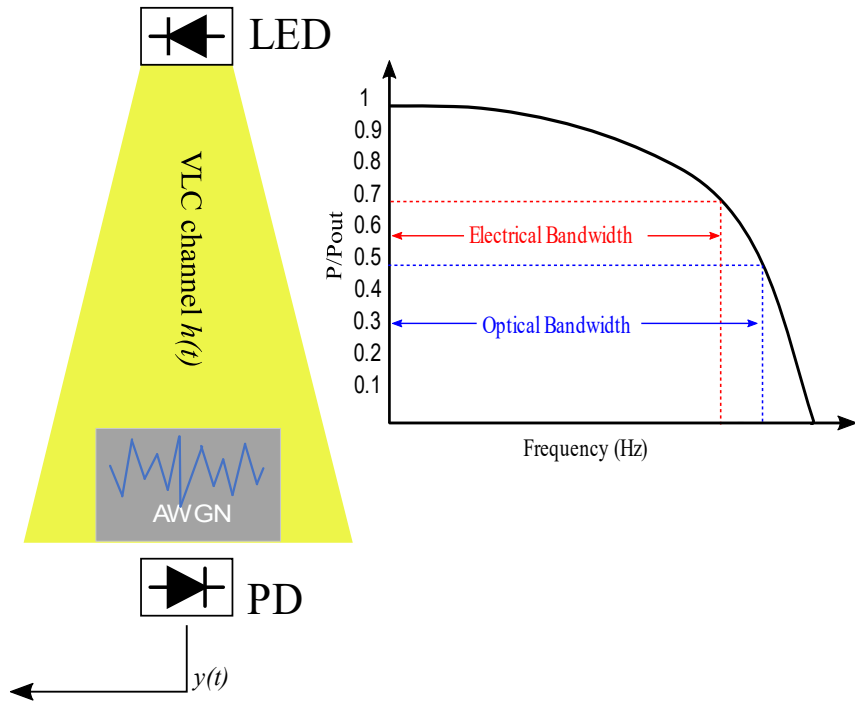 LED
VLC channel h(t)
AWGN
PD
y(t)
P/Pout
1
0.9
0.8
0.7
0.6
0.5
0.4
0.3
0.2
0.1
Electrical Bandwidth
Optical Bandwidth
Frequency (Hz)